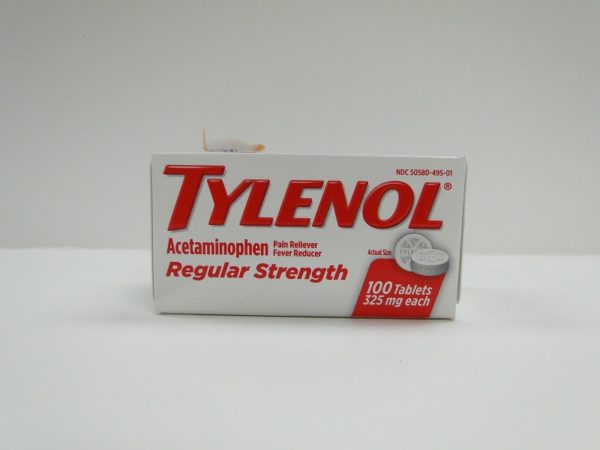 NDC 50580-495-01
TYLENOL®
Acetaminophen
Pain Reliever
Fever Reducer
Regular Strength
Actual Size
100 Tablets
325 mg each